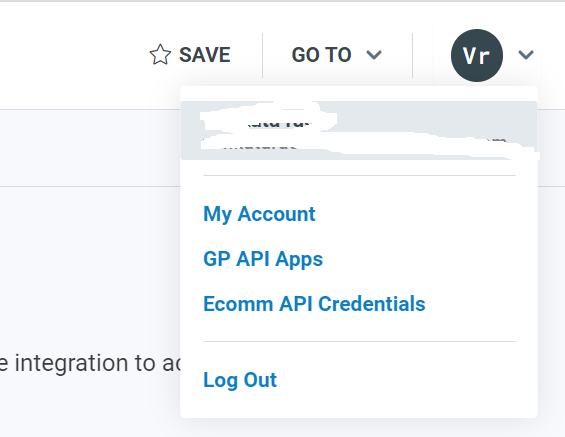 SAVE
GO TO
Vr
My Account
GP API Apps
Ecomm API Credentials
e integration to ac
Log Out